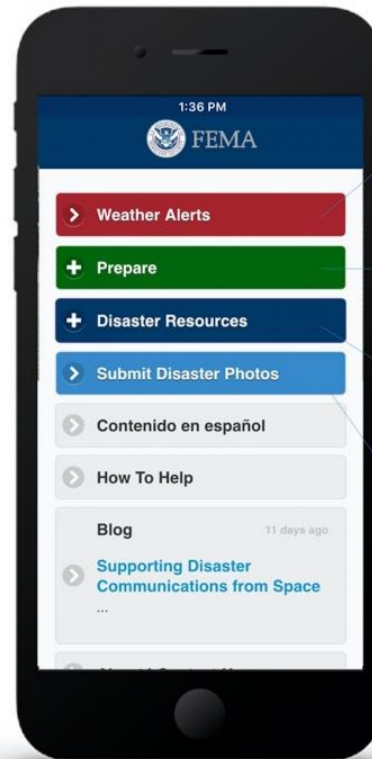 1:36 PM
FEMA
Weather Alerts
Prepare
Disaster Resources
Submit Disaster Photos
Contenido en español
How To Help
Blog 11 days ago
Supporting Disaster
Communications from Space
...